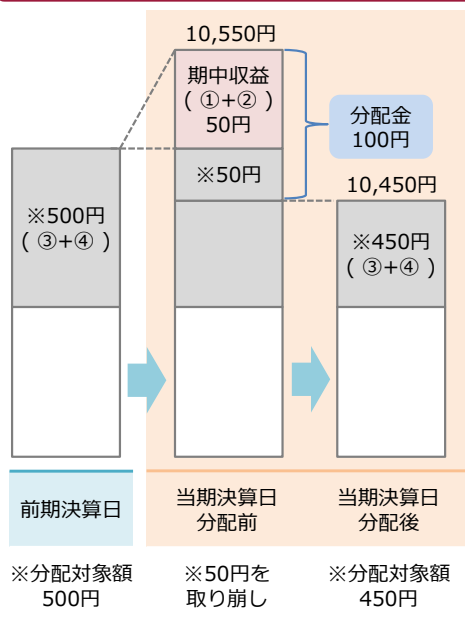 10,550円
期中収益
( ①+② )
50円
分配金
100円
※50円
10,450円
※500円
( ③+④ )
※450円
( ③+④ )
前期決算日
当期決算日
分配前
当期決算日
分配後
※分配対象額
500円
※50円を
取り崩し
※分配対象額
450円